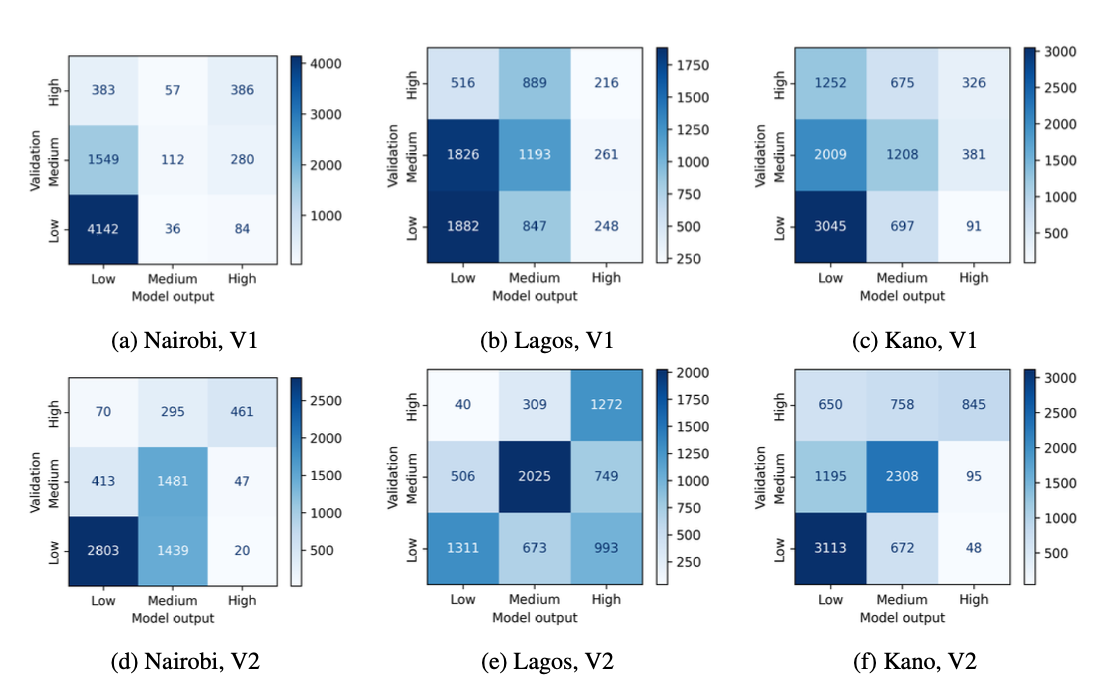 High 383 57 386
Medium 1549 112 280
Low 4142 36 84
Validation
Low Medium High
Model output
4000
3000
2000
1000
(a) Nairobi, V1
High 516 889 216
Medium 1826 1193 261
Low 1882 847 248
Validation
Low Medium High
Model output
1750
1500
1250
1000
750
500
250
(b) Lagos, V1
High 1252 675 326
Medium 2009 1208 381
Low 3045 697 91
Validation
Low Medium High
Model output
3000
2500
2000
1500
1000
500
(c) Kano, V1
High 70 295 461
Medium 413 1481 47
Low 2803 1439 20
Validation
Low Medium High
Model output
2500
2000
1500
1000
500
(d) Nairobi, V2
High 40 309 1272
Medium 506 2025 749
Low 1311 673 993
Validation
Low Medium High
Model output
2000
1750
1500
1250
1000
750
500
250
(e) Lagos, V2
High 650 758 845
Medium 1195 2308 95
Low 3113 672 48
Validation
Low Medium High
Model output
3000
2500
2000
1500
1000
500
(f) Kano, V2